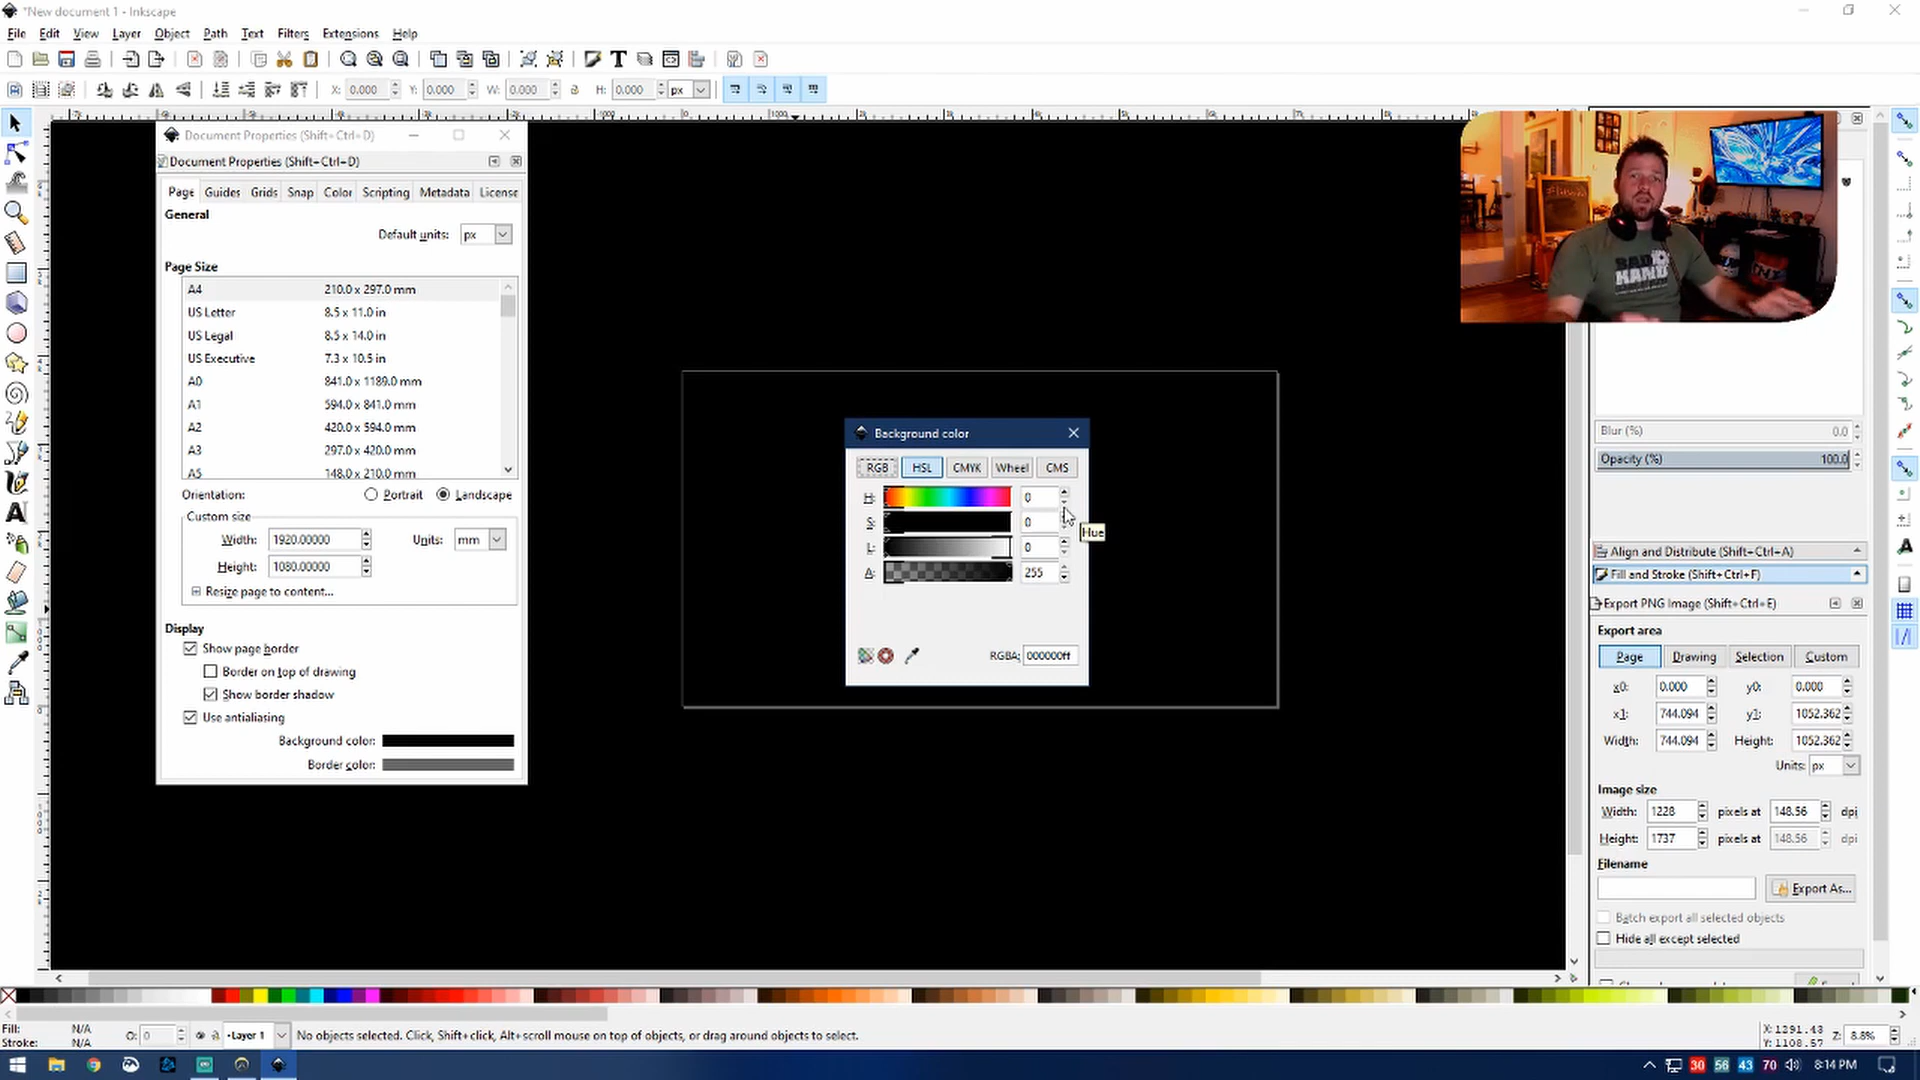 *New document 1 - Inkscape
File Edit View Layer Object Path Text Filters Extensions Help
X: 0.000 Y: 0.000 W: 0.000 H: 0.000 px
Document Properties (Shift+Ctrl+D)
Document Properties (Shift+Ctrl+D)
Page Guides Grids Snap Color Scripting Metadata License
General
Default units: px
Page Size
A4 210.0 x 297.0 mm
US Letter 8.5 x 11.0 in
US Legal 8.5 x 14.0 in
US Executive 7.3 x 10.5 in
A0 841.0 x 1189.0 mm
A1 594.0 x 841.0 mm
A2 420.0 x 594.0 mm
A3 297.0 x 420.0 mm
A5 148.0 x 210.0 mm
Orientation: Portrait Landscape
Custom size
Width: 1920.00000 Units: mm
Height: 1080.00000
Resize page to content...
Display
Show page border
Border on top of drawing
Show border shadow
Use antialiasing
Background color:
Border color:
Background color
RGB HSL CMYK Wheel CMS
H: 0
S: 0
L: 0
A: 255
Hue
RGBA: 000000ff
BAD
HAND
Blur (%) 0.0
Opacity (%) 100.0
Align and Distribute (Shift+Ctrl+A)
Fill and Stroke (Shift+Ctrl+F)
Export PNG Image (Shift+Ctrl+E)
Export area
Page Drawing Selection Custom
x0: 0.000 y0: 0.000
x1: 744.094 y1: 1052.362
Width: 744.094 Height: 1052.362
Units: px
Image size
Width: 1228 pixels at 148.56 dpi
Height: 1737 pixels at 148.56 dpi
Filename
Export As...
Batch export all selected objects
Hide all except selected
Fill: N/A
Stroke: N/A
O: 0
Layer 1
No objects selected. Click, Shift+click, Alt+scroll mouse on top of objects, or drag around objects to select.
X: 1291.43
Y: 1108.57
Z: 8.8%
30 56 43 70 8:14 PM